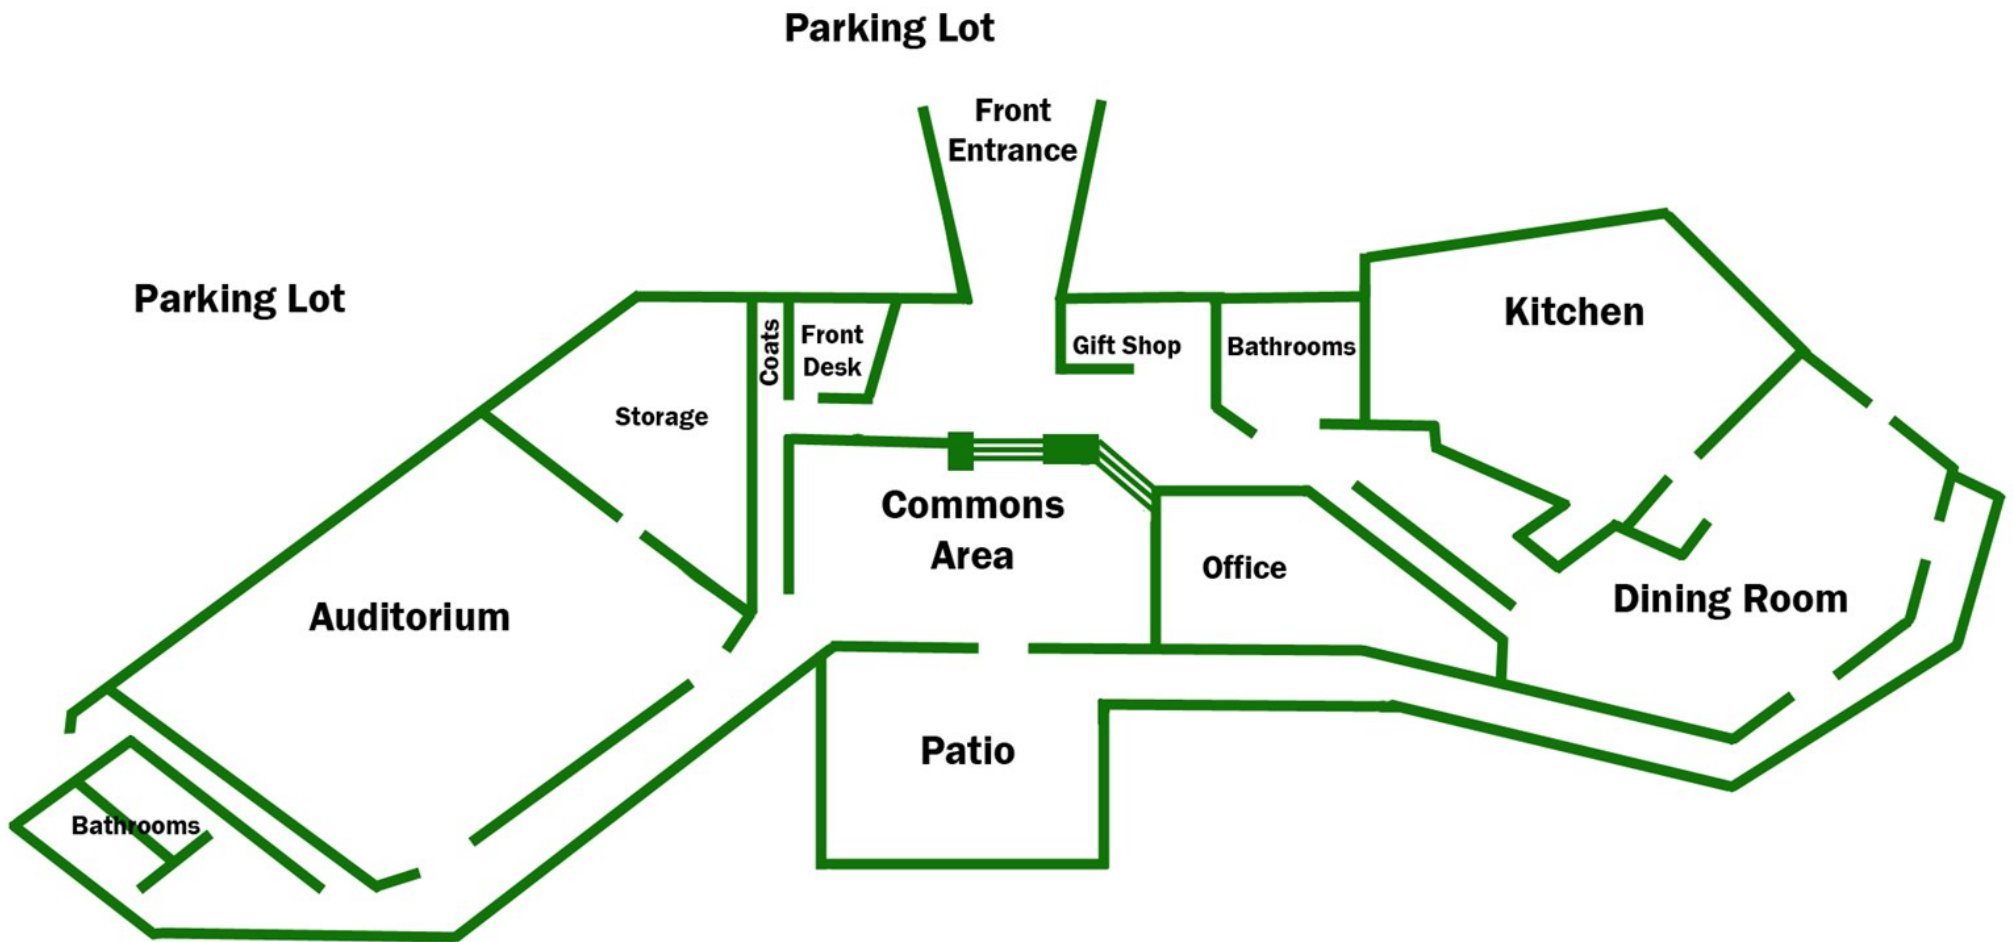 Parking Lot
Front
Entrance
Parking Lot
Kitchen
Coats
Front
Desk
Gift Shop
Bathrooms
Storage
Commons
Area
Office
Auditorium
Dining Room
Patio
Bathrooms